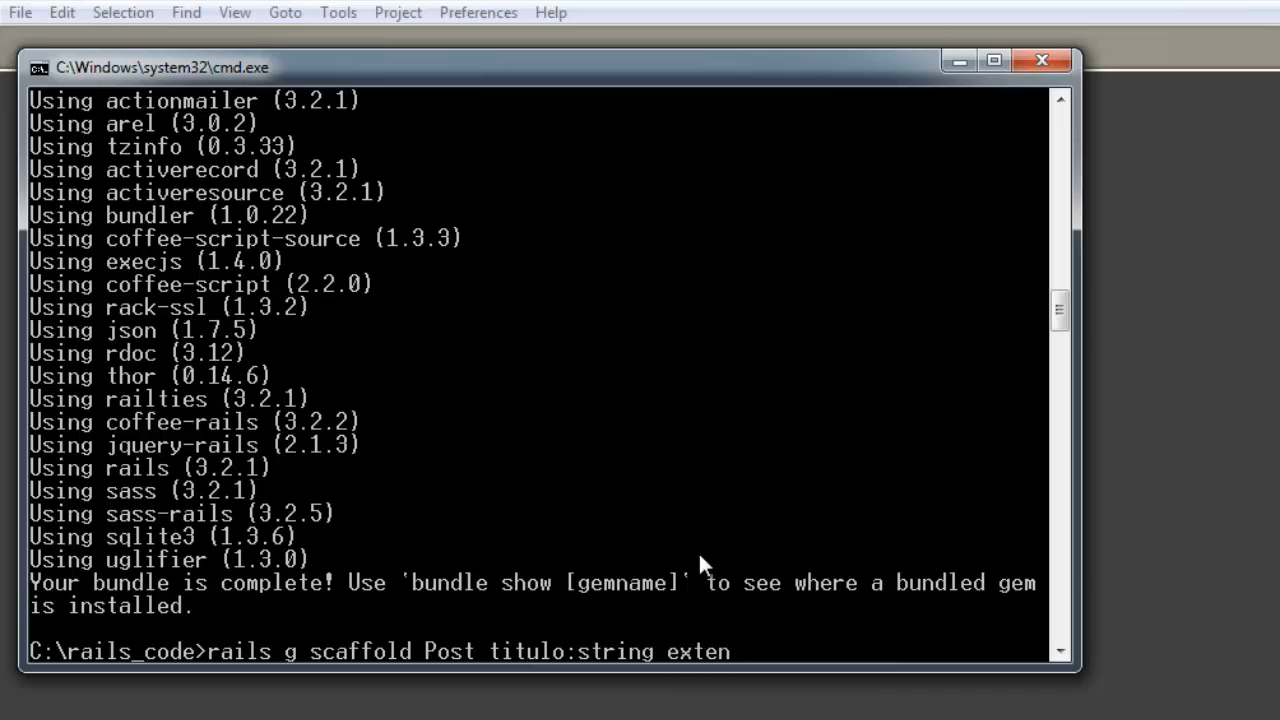 File Edit Selection Find View Goto Tools Project Preferences Help
C:\Windows\system32\cmd.exe
Using actionmailer (3.2.1)
Using arel (3.0.2)
Using tzinfo (0.3.33)
Using activerecord (3.2.1)
Using activeresource (3.2.1)
Using bundler (1.0.22)
Using coffee-script-source (1.3.3)
Using execjs (1.4.0)
Using coffee-script (2.2.0)
Using rack-ssl (1.3.2)
Using json (1.7.5)
Using rdoc (3.12)
Using thor (0.14.6)
Using railties (3.2.1)
Using coffee-rails (3.2.2)
Using jquery-rails (2.1.3)
Using rails (3.2.1)
Using sass (3.2.1)
Using sass-rails (3.2.5)
Using sqlite3 (1.3.6)
Using uglifier (1.3.0)
Your bundle is complete! Use `bundle show [gemname]` to see where a bundled gem
is installed.
C:\rails_code>rails g scaffold Post titulo:string exten